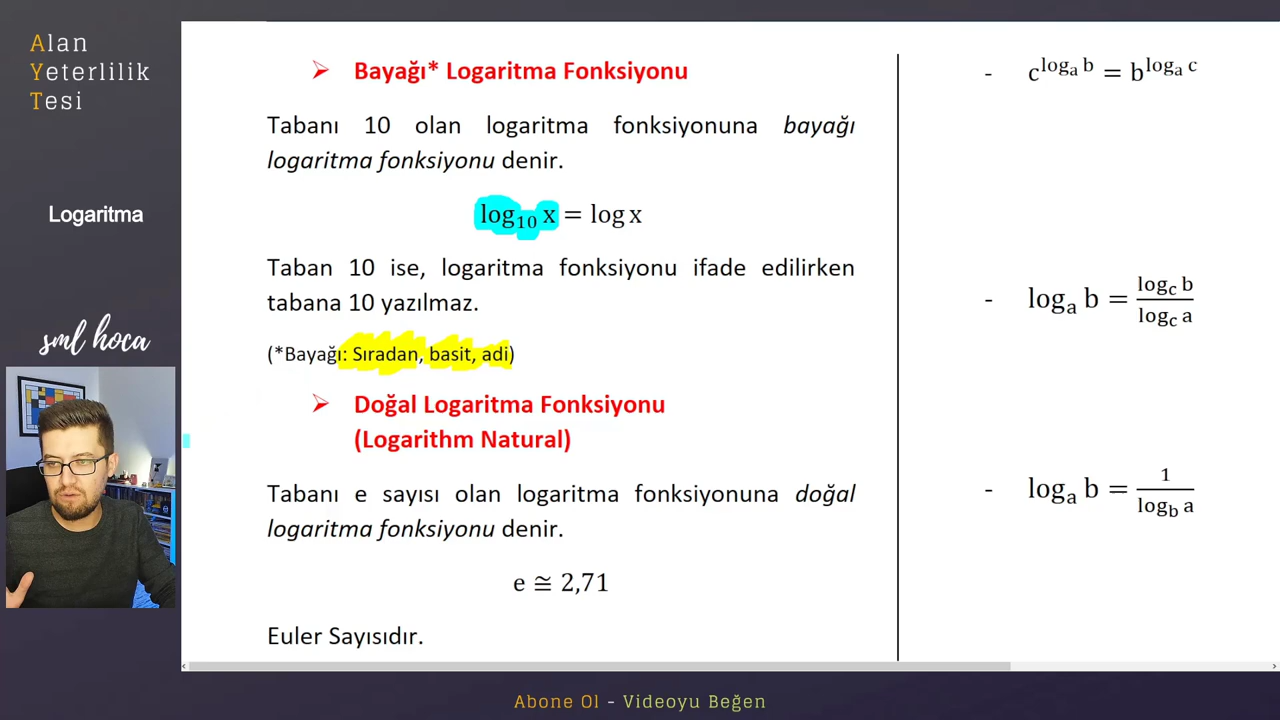 Alan
Yeterlilik
Tesi
Logaritma
sml hoca
➢ Bayağı* Logaritma Fonksiyonu
Tabanı 10 olan logaritma fonksiyonuna bayağı
logaritma fonksiyonu denir.
log₁₀ x = log x
Taban 10 ise, logaritma fonksiyonu ifade edilirken
tabana 10 yazılmaz.
(*Bayağı: Sıradan, basit, adi)
➢ Doğal Logaritma Fonksiyonu
(Logarithm Natural)
Tabanı e sayısı olan logaritma fonksiyonuna doğal
logaritma fonksiyonu denir.
e ≅ 2,71
Euler Sayısıdır.
- c^(logₐ b) = b^(logₐ c)
- logₐ b = (log_c b)/(log_c a)
- logₐ b = 1/(log_b a)
Abone Ol - Videoyu Beğen